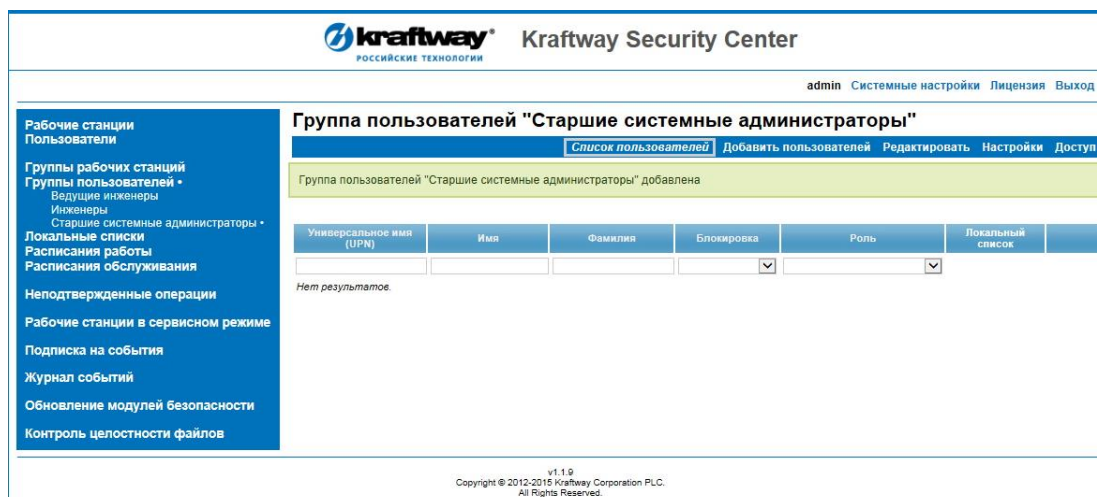 kraftway®
РОССИЙСКИЕ ТЕХНОЛОГИИ
Kraftway Security Center
admin Системные настройки Лицензия Выход
Рабочие станции
Пользователи
Группы рабочих станций
Группы пользователей •
Ведущие инженеры
Инженеры
Старшие системные администраторы •
Локальные списки
Расписания работы
Расписания обслуживания
Неподтвержденные операции
Рабочие станции в сервисном режиме
Подписка на события
Журнал событий
Обновление модулей безопасности
Контроль целостности файлов
Группа пользователей "Старшие системные администраторы"
Список пользователей Добавить пользователей Редактировать Настройки Доступ
Группа пользователей "Старшие системные администраторы" добавлена
Универсальное имя (UPN) Имя Фамилия Блокировка Роль Локальный список
Нет результатов.
v1.1.9
Copyright © 2012-2015 Kraftway Corporation PLC.
All Rights Reserved.